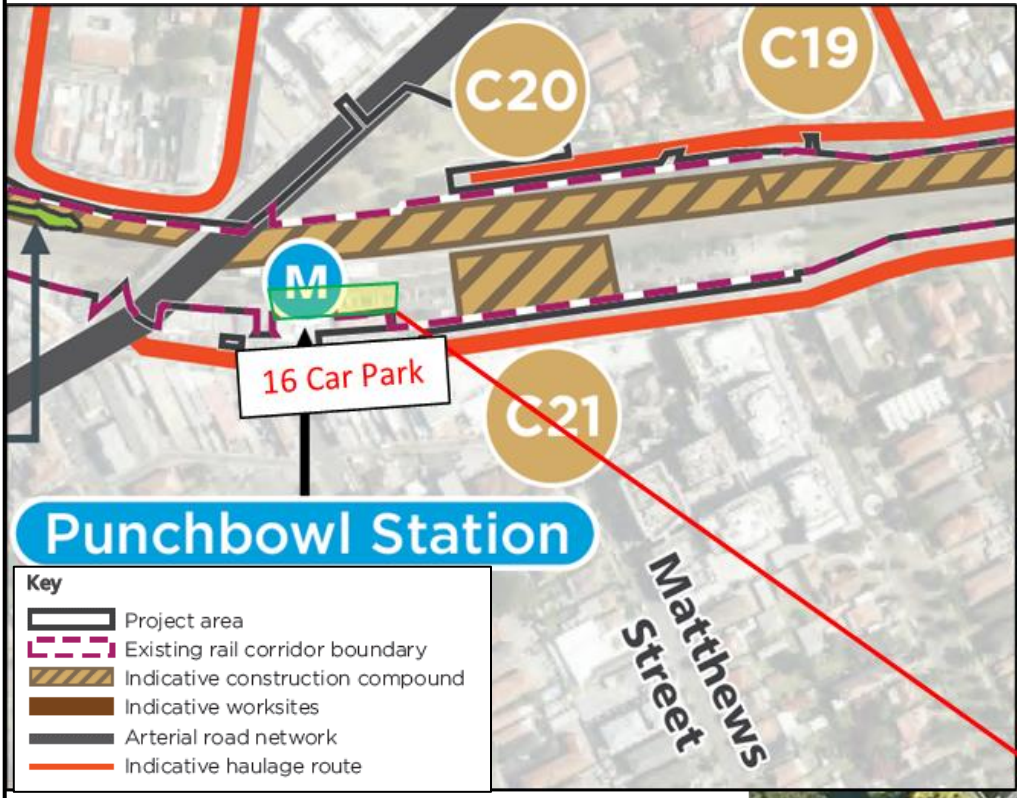 C19
C20
M
16 Car Park
C21
Punchbowl Station
Matthews
Street
Key
Project area
Existing rail corridor boundary
Indicative construction compound
Indicative worksites
Arterial road network
Indicative haulage route